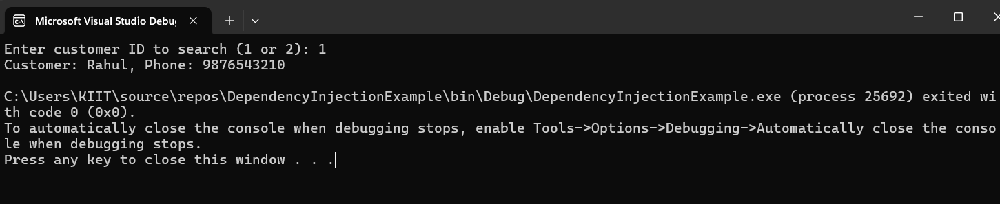 Microsoft Visual Studio Debu
Enter customer ID to search (1 or 2): 1
Customer: Rahul, Phone: 9876543210
C:\Users\KIIT\source\repos\DependencyInjectionExample\bin\Debug\DependencyInjectionExample.exe (process 25692) exited wi
th code 0 (0x0).
To automatically close the console when debugging stops, enable Tools->Options->Debugging->Automatically close the conso
le when debugging stops.
Press any key to close this window . . .